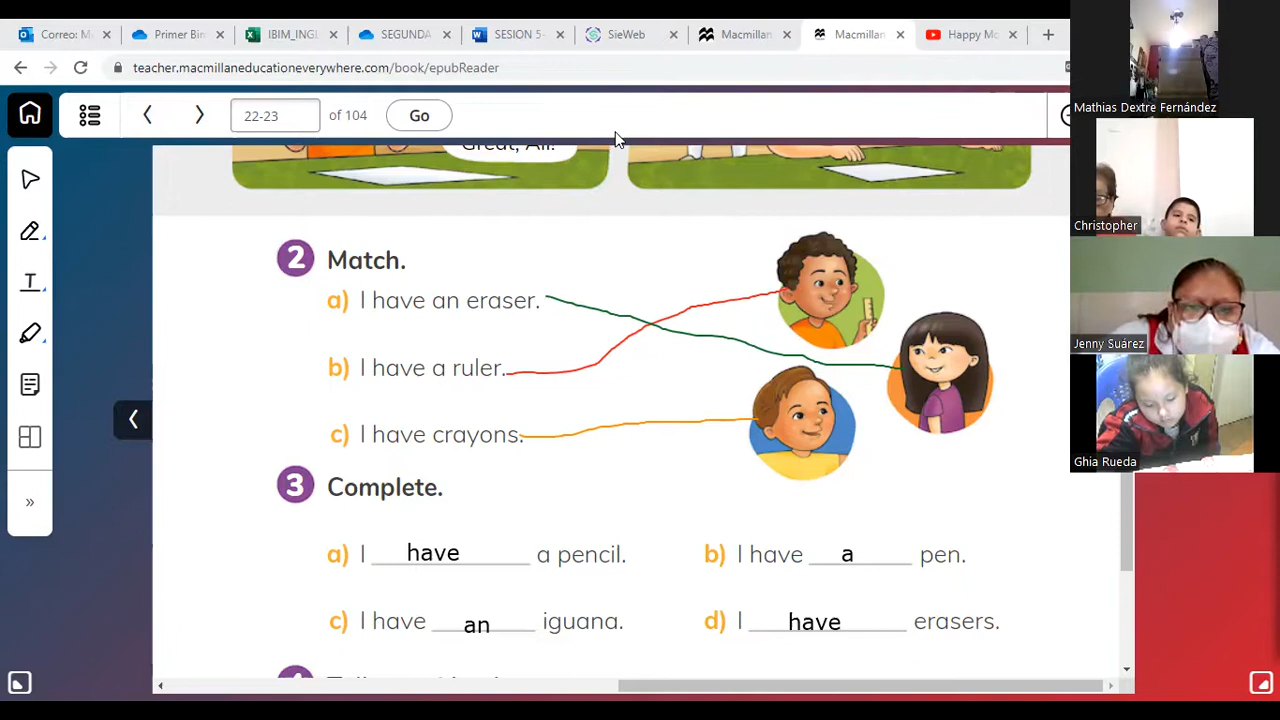 Correo: M
Primer Bin
IBIM_INGL
SEGUNDA
SESION 5-
SieWeb
Macmillan
Macmillan
Happy Mo
teacher.macmillaneducationeverywhere.com/book/epubReader
22-23 of 104 Go
Great, Ali!
2 Match.
a) I have an eraser.
b) I have a ruler.
c) I have crayons.
3 Complete.
a) I have a pencil. b) I have a pen.
c) I have an iguana. d) I have erasers.
Mathias Dextre Fernández
Christopher
Jenny Suárez
Ghia Rueda